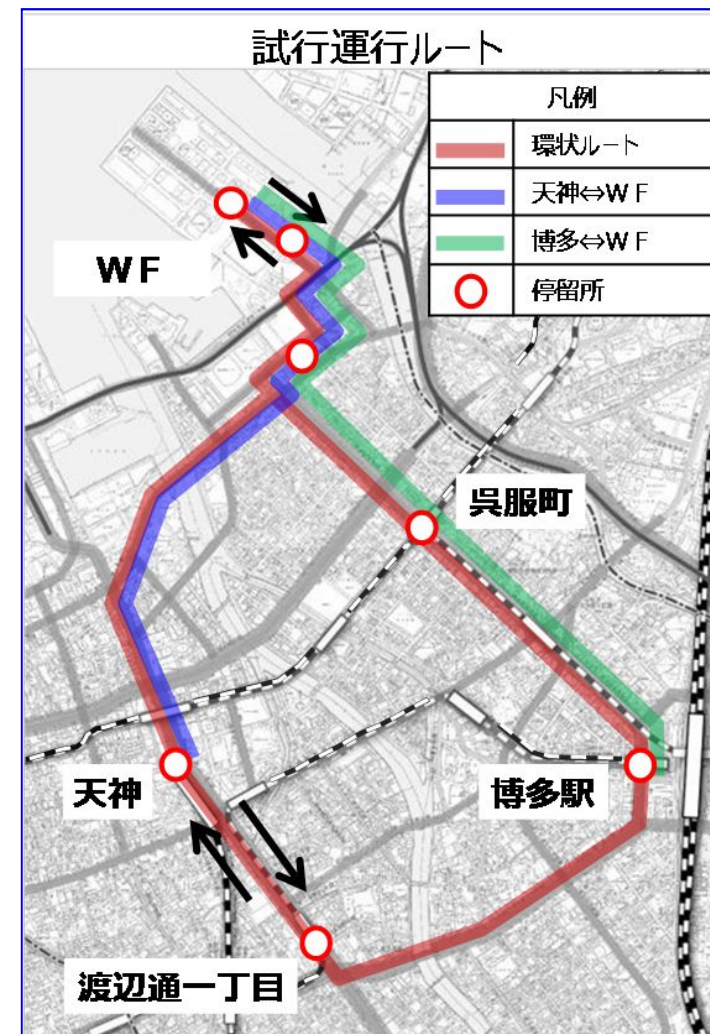 試行運行ルート
凡例
環状ルート
天神⇔ＷＦ
博多⇔ＷＦ
停留所
ＷＦ
呉服町
天神
博多駅
渡辺通一丁目